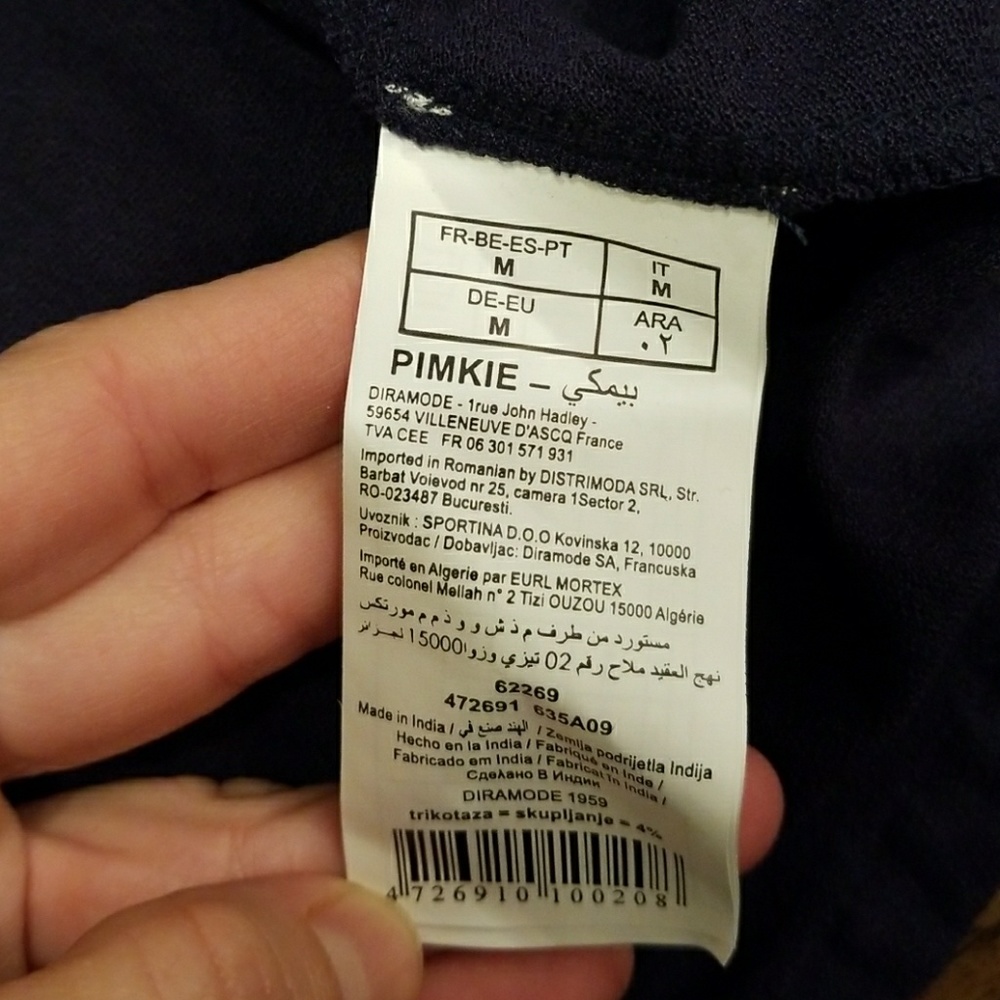 FR-BE-ES-PT
M
IT
M
DE-EU
M
ARA
٠٢
PIMKIE – بيمكي
DIRAMODE - 1rue John Hadley -
59654 VILLENEUVE D'ASCQ France
TVA CEE FR 06 301 571 931
Imported in Romanian by DISTRIMODA SRL, Str.
Barbat Voievod nr 25, camera 1Sector 2,
RO-023487 Bucuresti.
Uvoznik : SPORTINA D.O.O Kovinska 12, 10000
Proizvodac / Dobavljac: Diramode SA, Francuska
Importé en Algerie par EURL MORTEX
Rue colonel Mellah n° 2 Tizi OUZOU 15000 Algérie
مستورد من طرف م ذ ش و و ذ م م مورتكس
نهج العقيد ملاح رقم 02 تيزي وزو15000 لجزائر
62269
472691 635A09
Made in India / الهند صنع في / Zemlja podrijetla Indija
Hecho en la India / Fabriqué en Inde /
Fabricado em India / Fabricat în India /
Сделано В Индии
DIRAMODE 1959
trikotaza = skupljanje = 4%
4 726910 100208